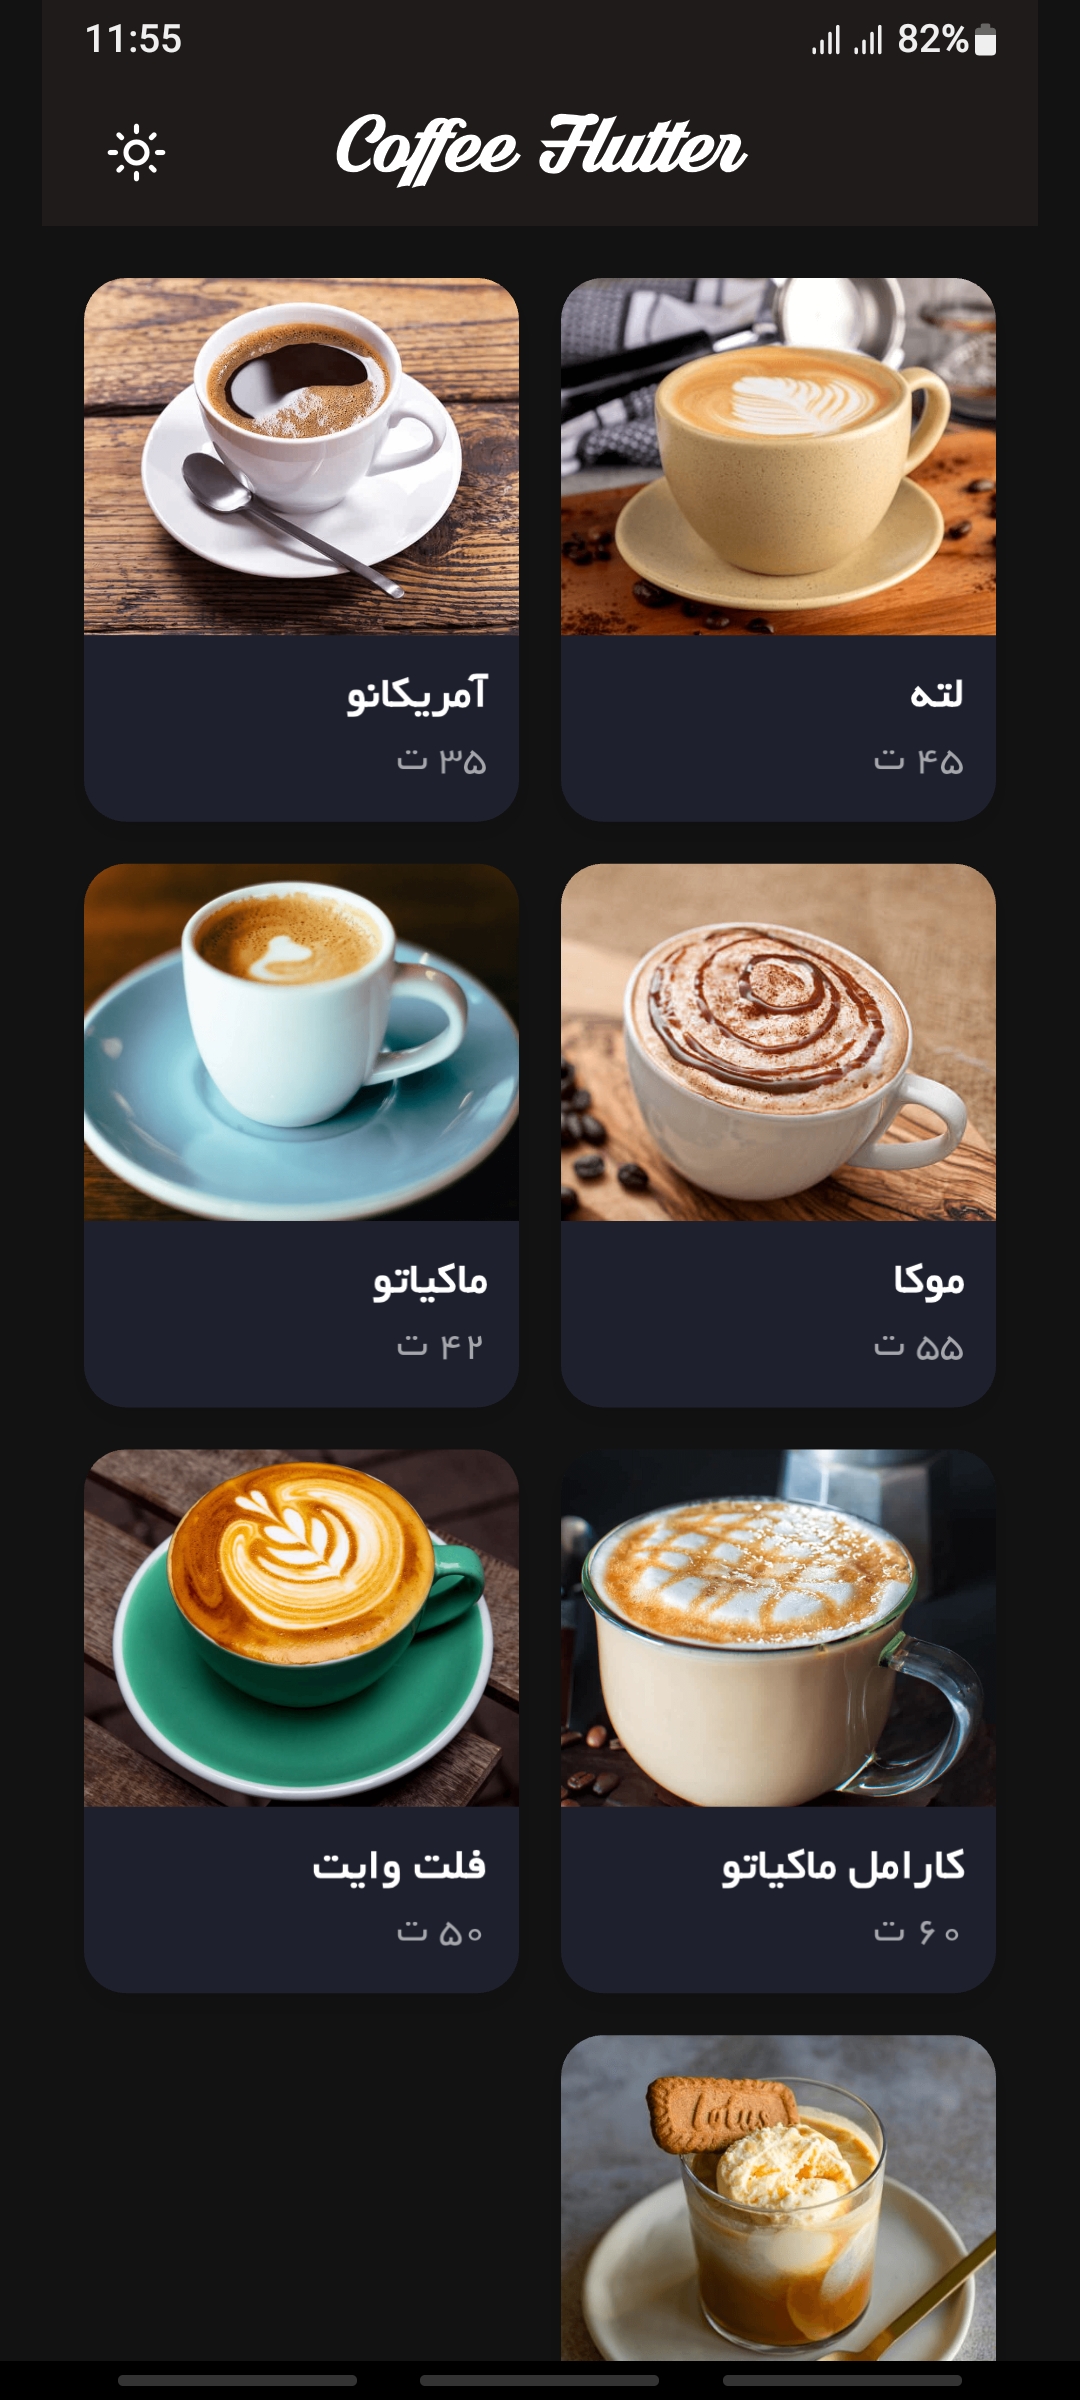 11:55
82%
Coffee Flutter
لته
۴۵ ت
آمریکانو
۳۵ ت
موکا
۵۵ ت
ماکیاتو
۴۲ ت
کارامل ماکیاتو
۶۰ ت
فلت وایت
۵۰ ت
lotus